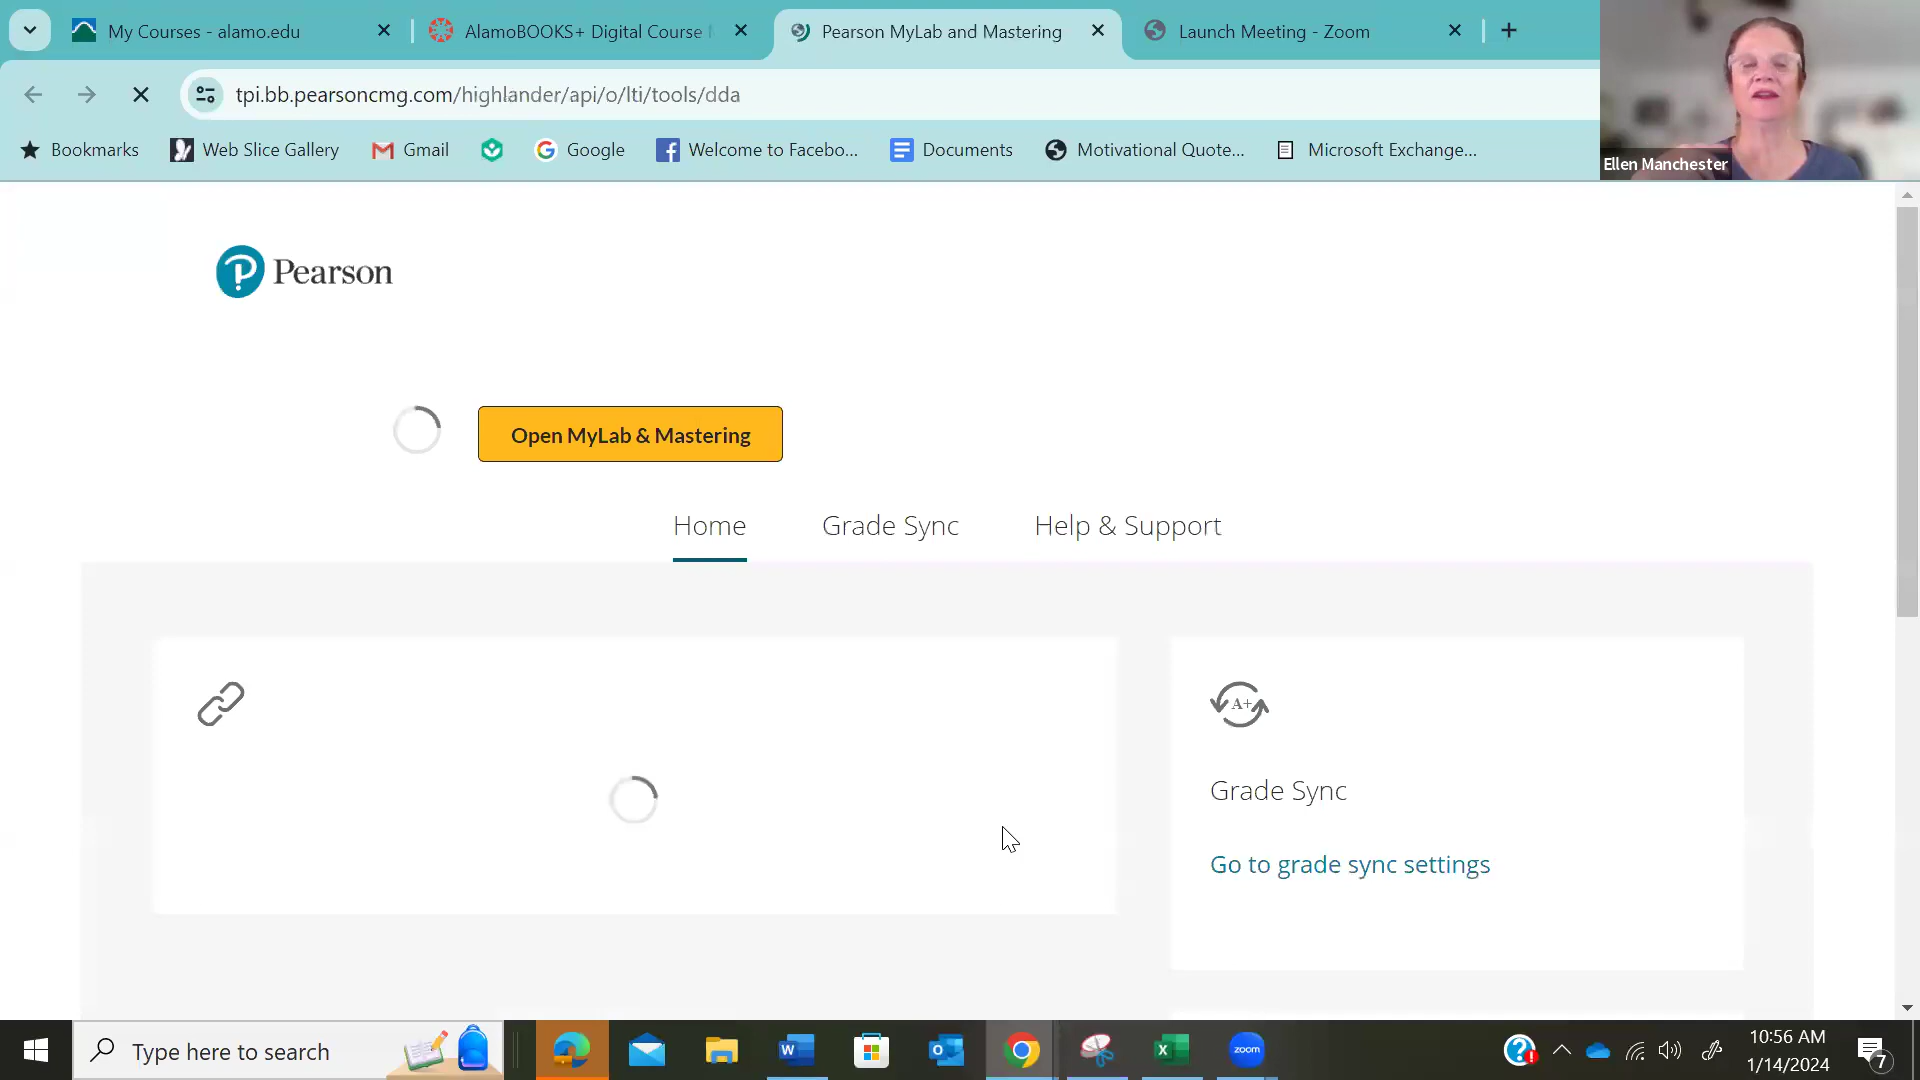 My Courses - alamo.edu
AlamoBOOKS+ Digital Course
Pearson MyLab and Mastering
Launch Meeting - Zoom
tpi.bb.pearsoncmg.com/highlander/api/o/lti/tools/dda
Bookmarks
Web Slice Gallery
Gmail
Google
Welcome to Facebo...
Documents
Motivational Quote...
Microsoft Exchange...
Ellen Manchester
Pearson
Open MyLab & Mastering
Home
Grade Sync
Help & Support
A+
Grade Sync
Go to grade sync settings
Type here to search
zoom
10:56 AM
1/14/2024
7